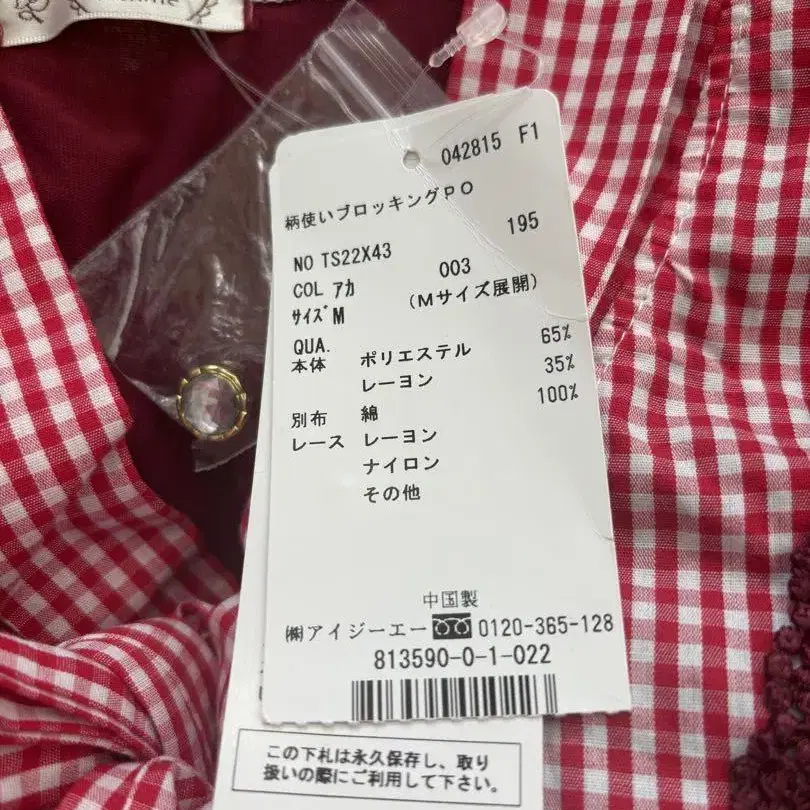 042815 F1
柄使いブロッキングPO
195
NO TS22X43
COL アカ 003
サイズ M (Mサイズ展開)
QUA.
本体 ポリエステル 65%
レーヨン 35%
別布 綿 100%
レース レーヨン
ナイロン
その他
中国製
㈱アイジーエー 0120-365-128
813590-0-1-022
この下札は永久保存し、取り
扱いの際にご利用して下さい。